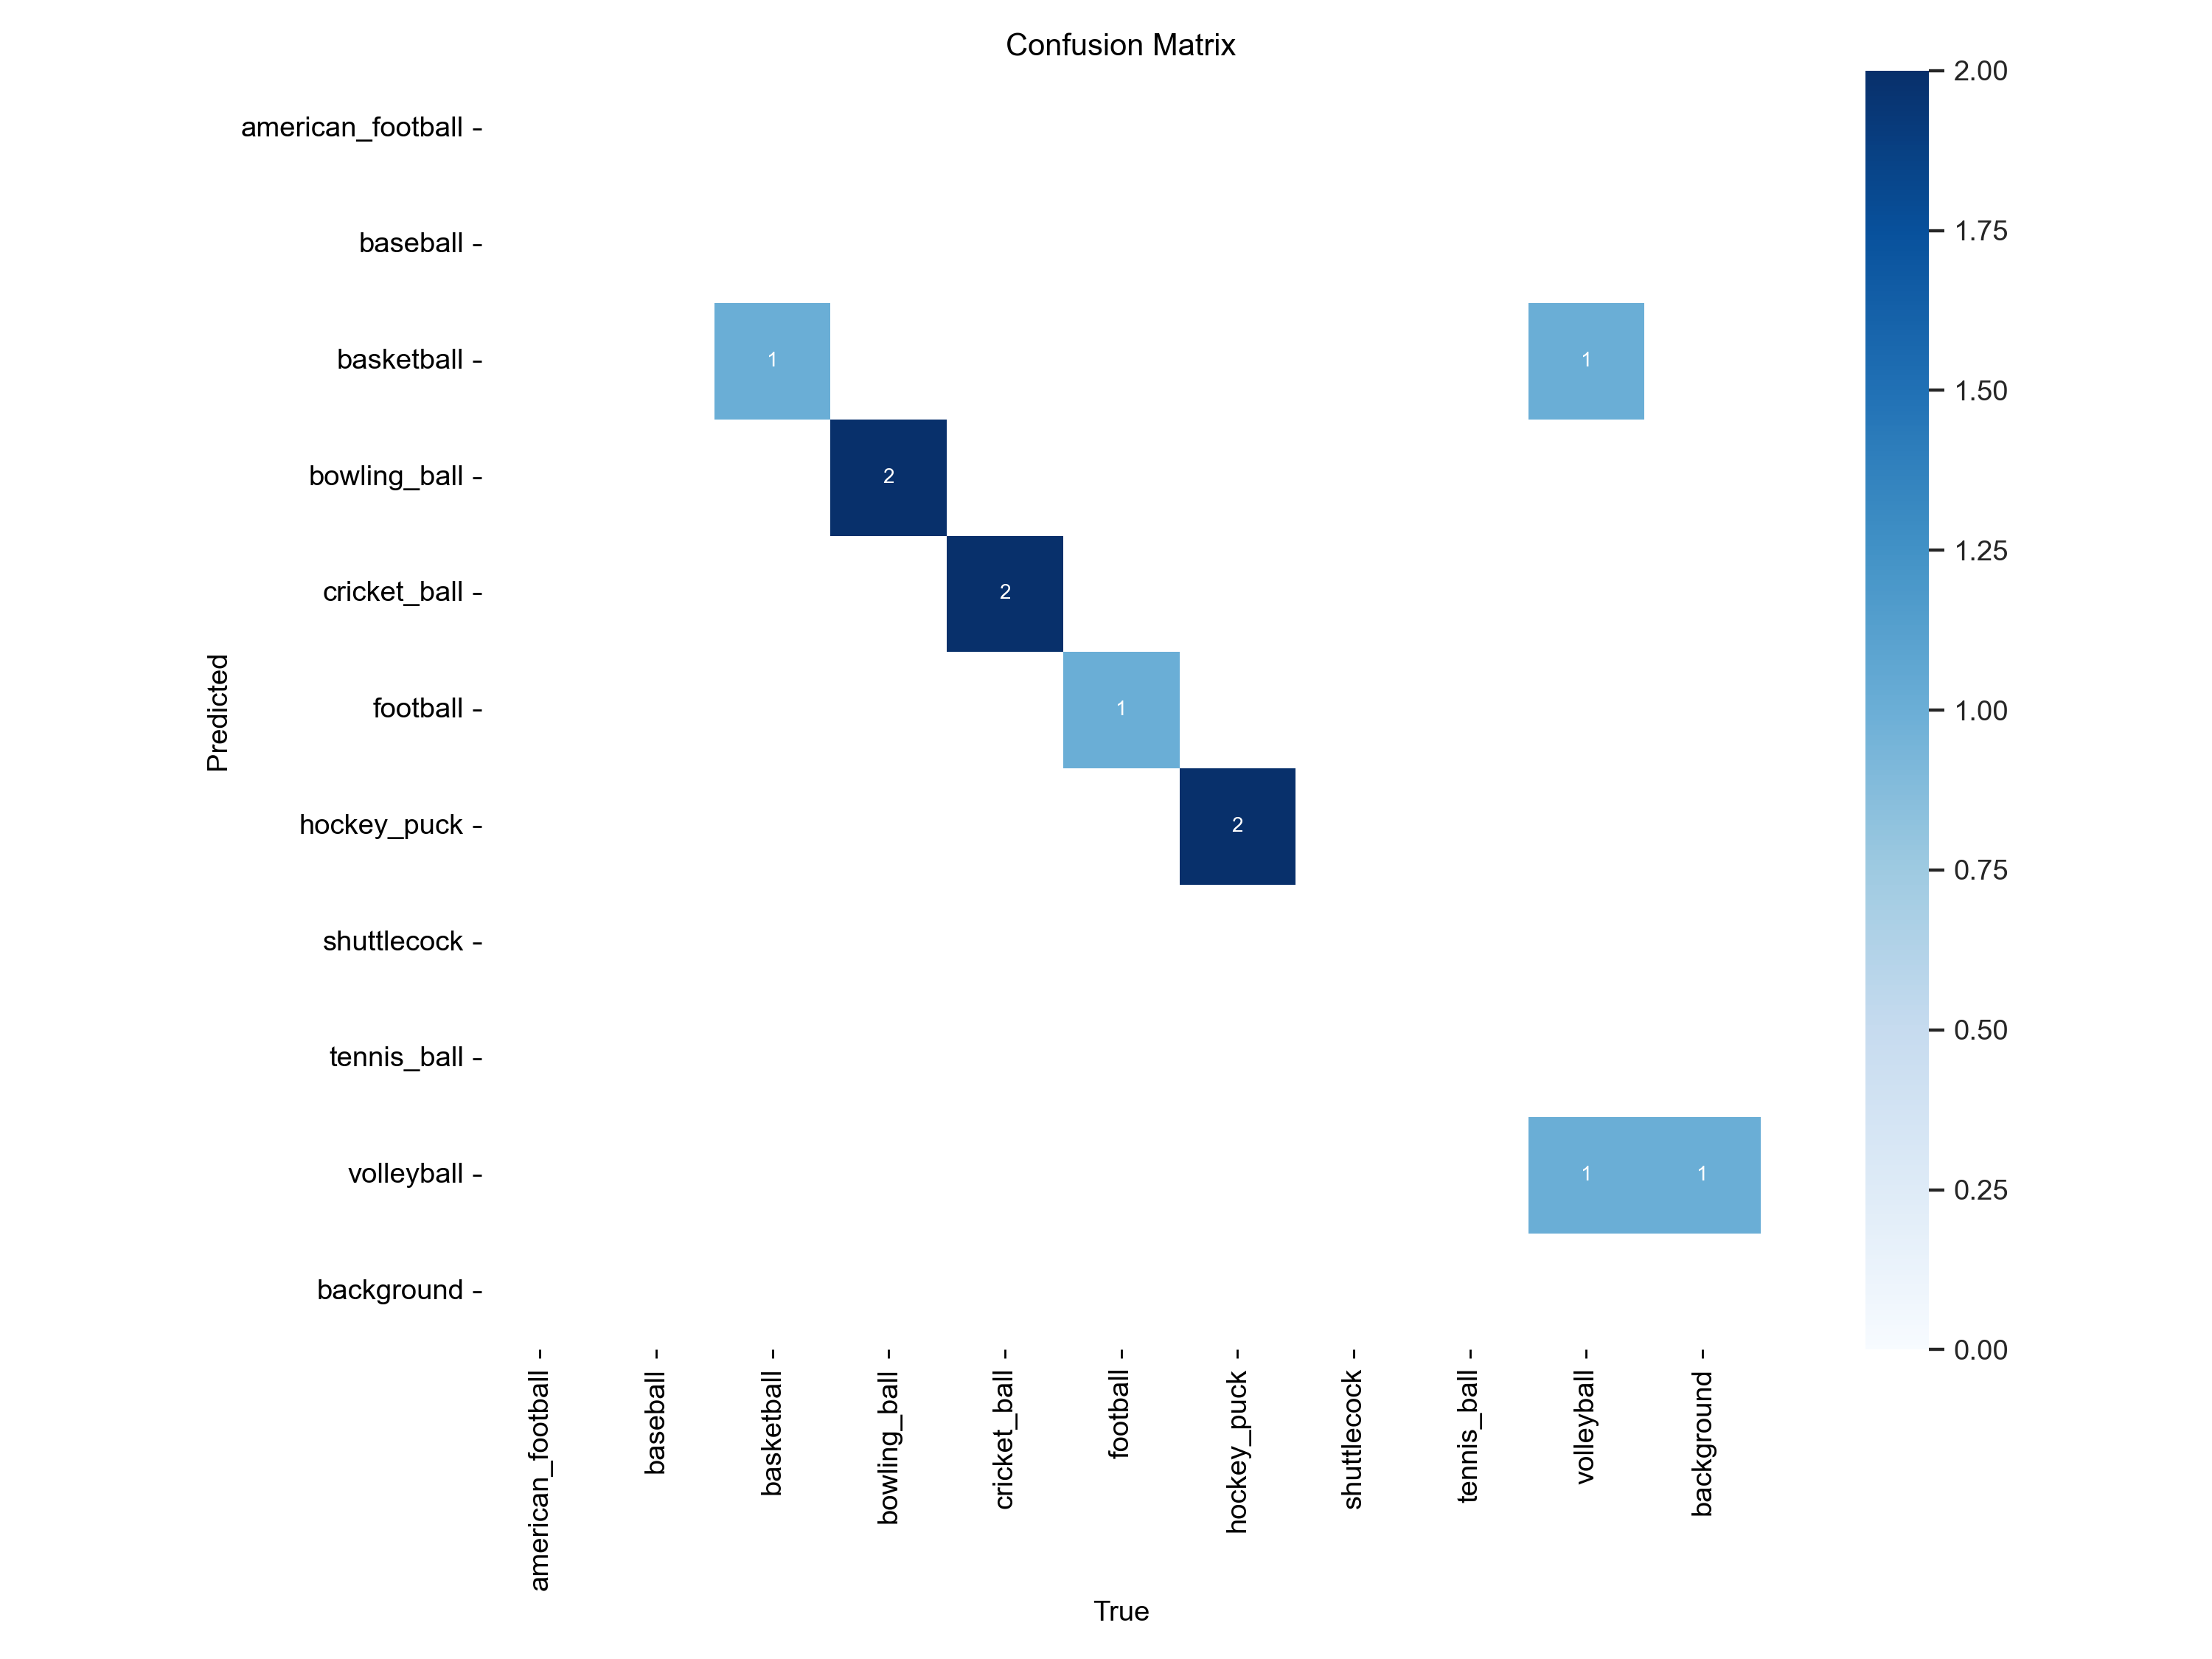 Confusion Matrix
american_football
baseball
basketball
bowling_ball
cricket_ball
football
hockey_puck
shuttlecock
tennis_ball
volleyball
background
Predicted
1 1
2
2
1
2
1 1
american_football
baseball
basketball
bowling_ball
cricket_ball
football
hockey_puck
shuttlecock
tennis_ball
volleyball
background
True
2.00
1.75
1.50
1.25
1.00
0.75
0.50
0.25
0.00